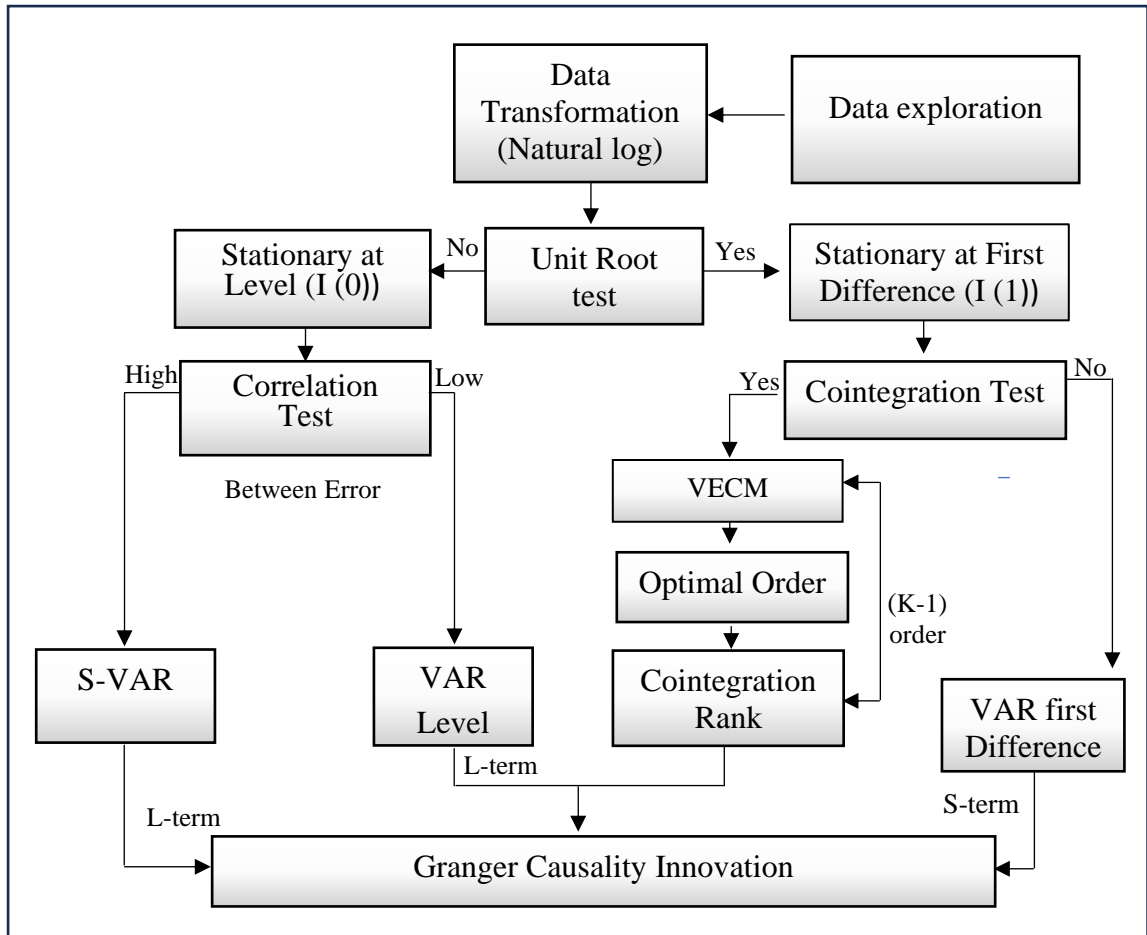 Data
Transformation
(Natural log)
Data exploration
Stationary at
Level (I (0))
No
Unit Root
test
Yes
Stationary at First
Difference (I (1))
High
Correlation
Test
Low
Yes
Cointegration Test
No
Between Error
VECM
Optimal Order
(K-1)
order
S-VAR
VAR
Level
Cointegration
Rank
VAR first
Difference
L-term
L-term
S-term
Granger Causality Innovation